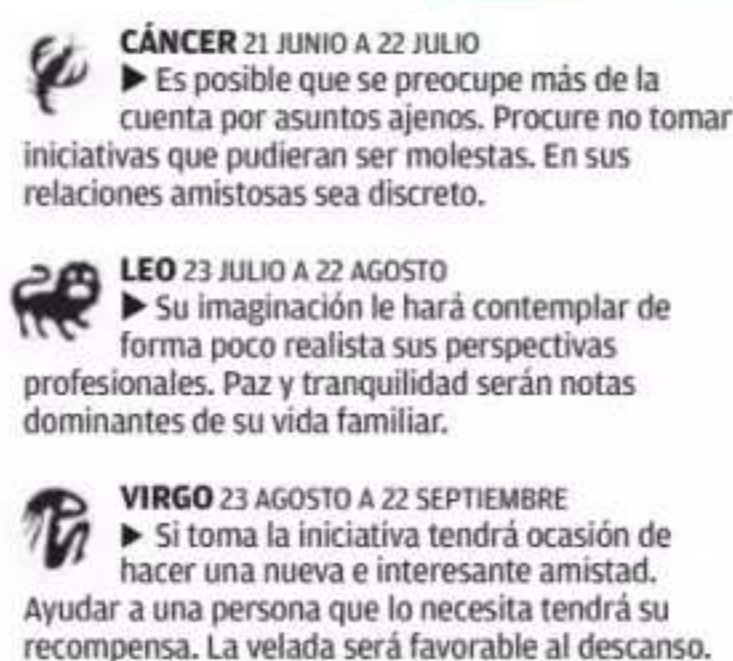 CÁNCER 21 JUNIO A 22 JULIO
▶ Es posible que se preocupe más de la
cuenta por asuntos ajenos. Procure no tomar
iniciativas que pudieran ser molestas. En sus
relaciones amistosas sea discreto.
LEO 23 JULIO A 22 AGOSTO
▶ Su imaginación le hará contemplar de
forma poco realista sus perspectivas
profesionales. Paz y tranquilidad serán notas
dominantes de su vida familiar.
VIRGO 23 AGOSTO A 22 SEPTIEMBRE
▶ Si toma la iniciativa tendrá ocasión de
hacer una nueva e interesante amistad.
Ayudar a una persona que lo necesita tendrá su
recompensa. La velada será favorable al descanso.